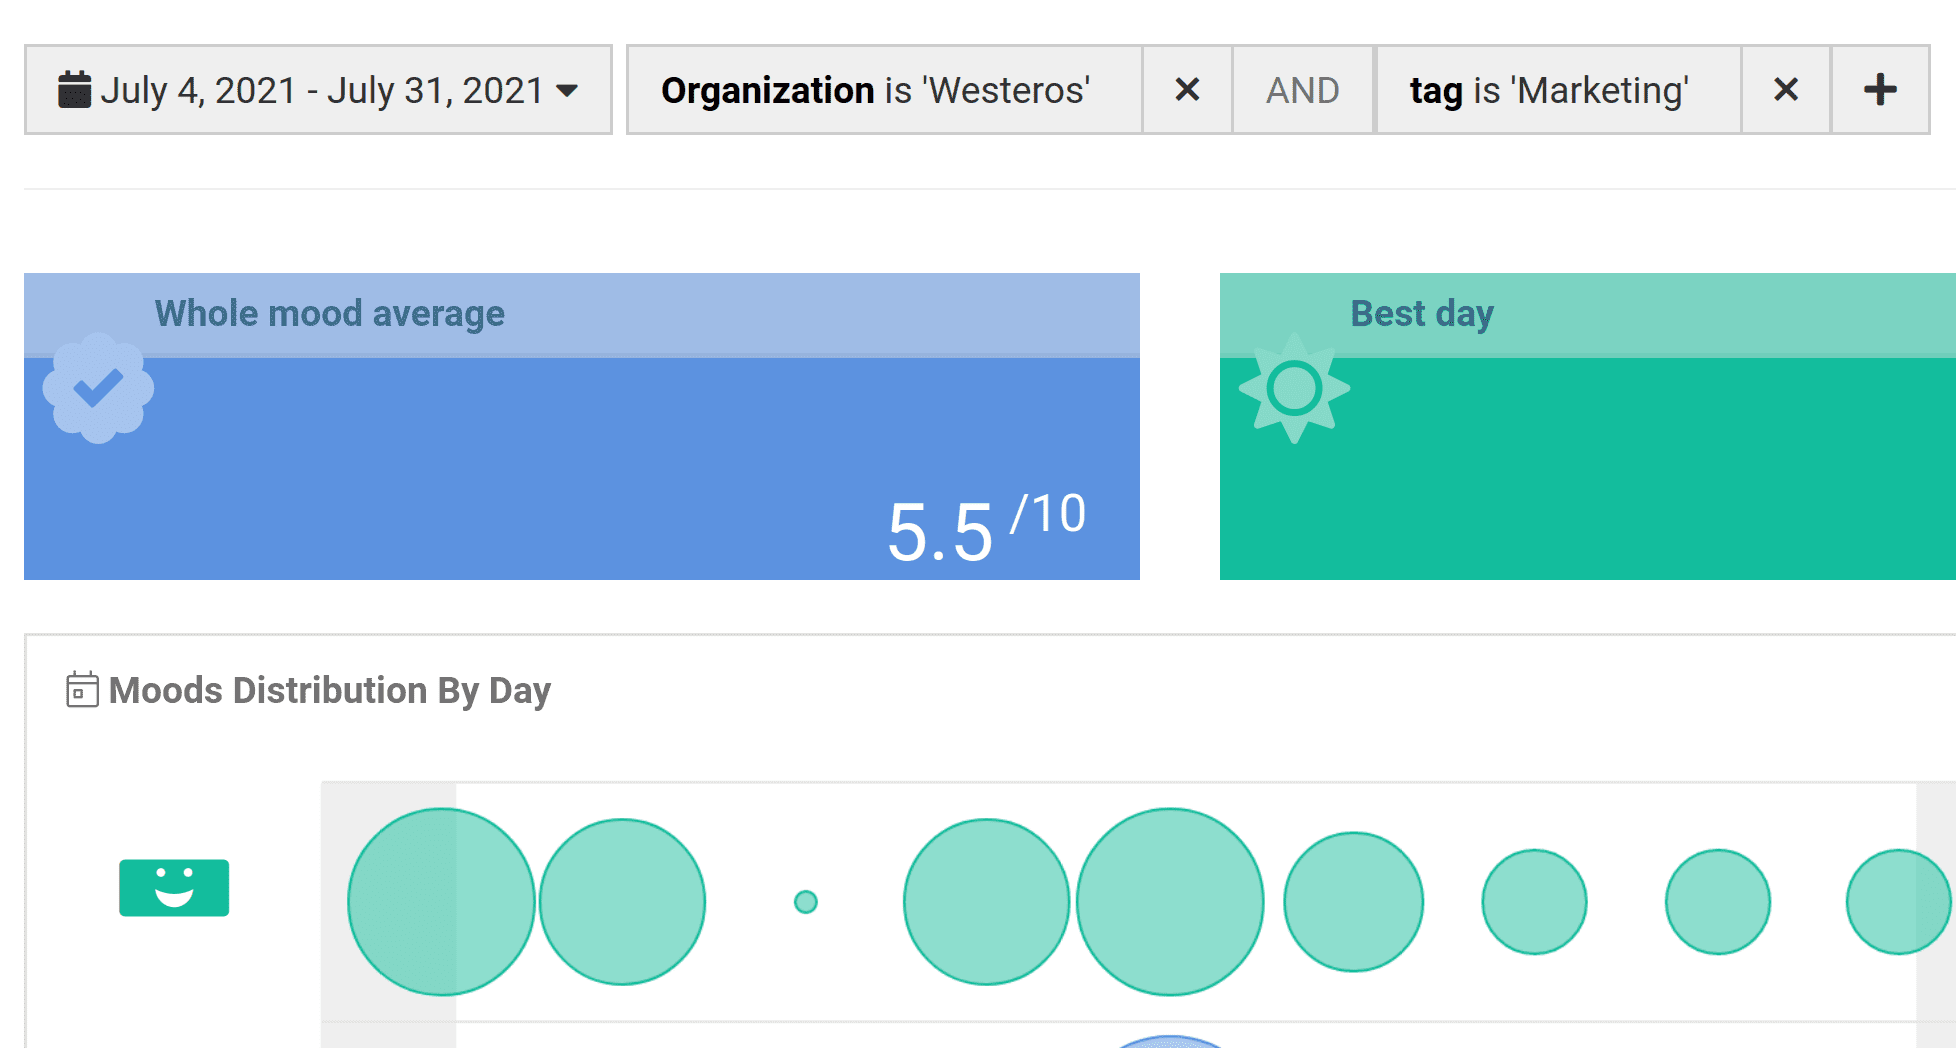 July 4, 2021 - July 31, 2021 Organization is 'Westeros' AND tag is 'Marketing'
Whole mood average Best day
5.5 /10
Moods Distribution By Day